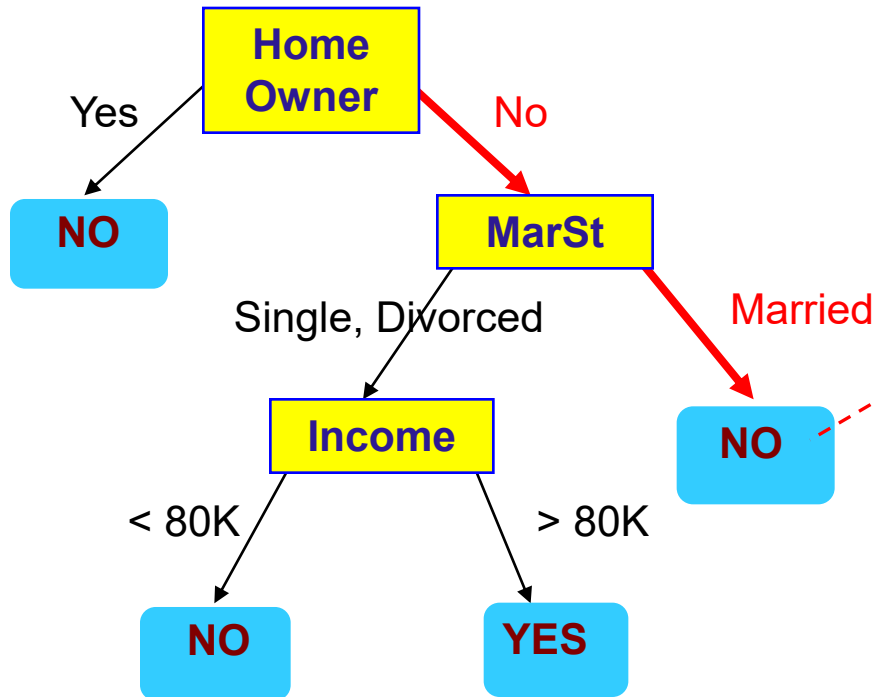 Home
Owner
Yes
No
NO
MarSt
Single, Divorced
Married
Income
NO
< 80K
> 80K
NO
YES